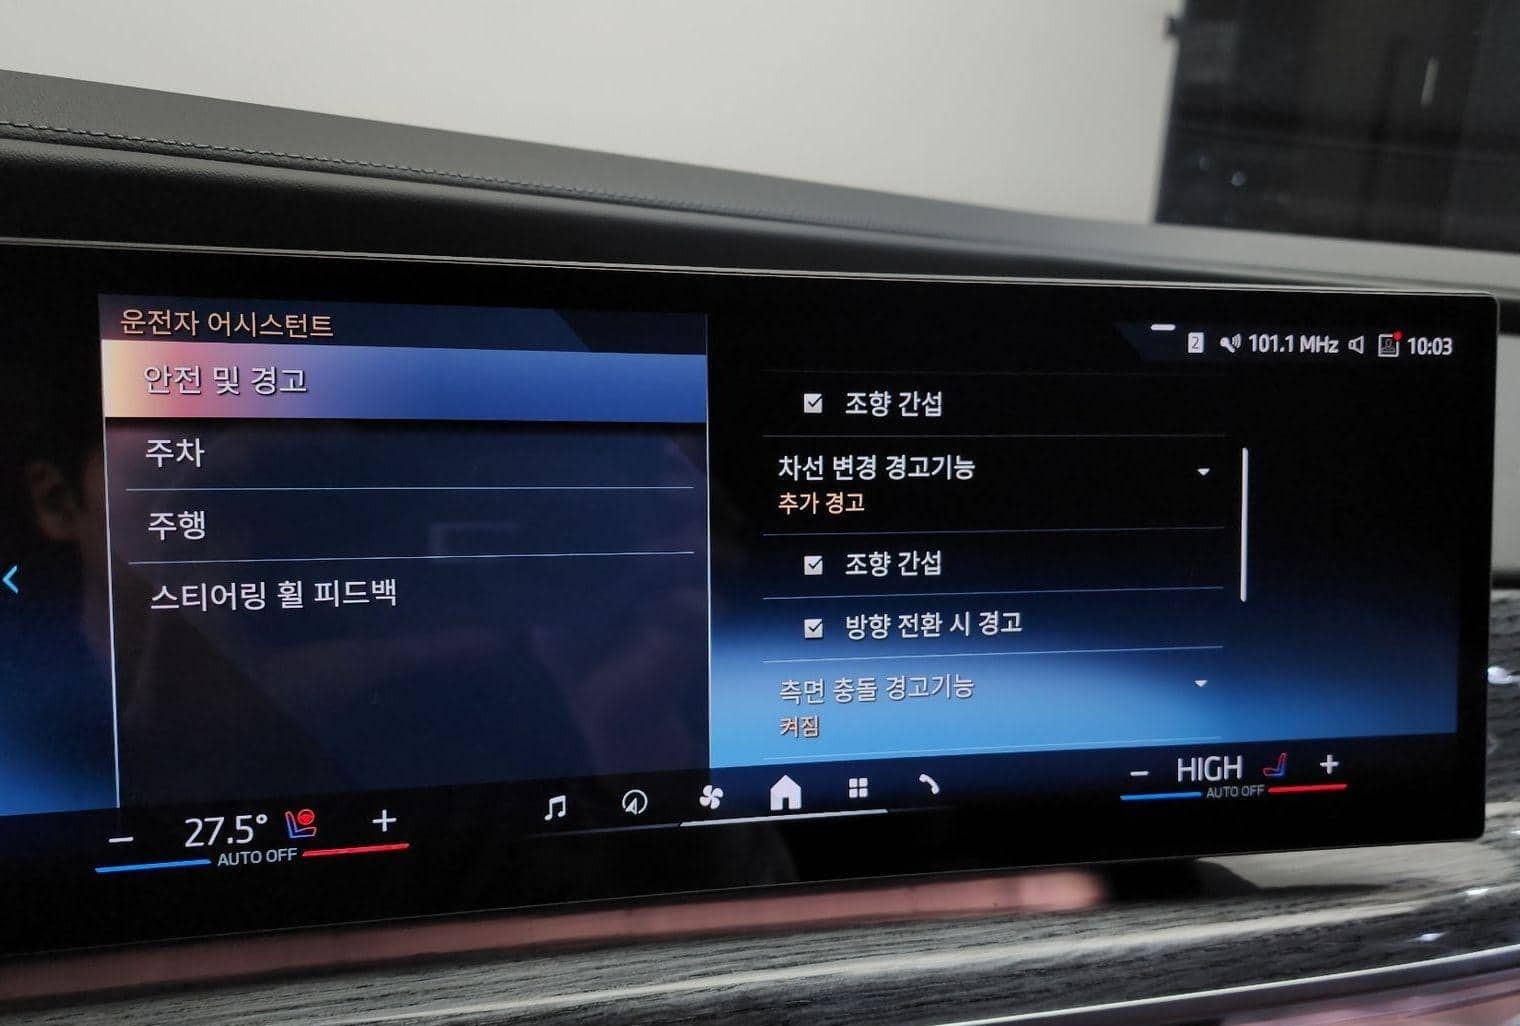 운전자 어시스턴트
안전 및 경고
주차
주행
스티어링 휠 피드백
2 101.1 MHz 10:03
조향 간섭
차선 변경 경고기능
추가 경고
조향 간섭
방향 전환 시 경고
측면 충돌 경고기능
켜짐
− 27.5° +
AUTO OFF
− HIGH +
AUTO OFF